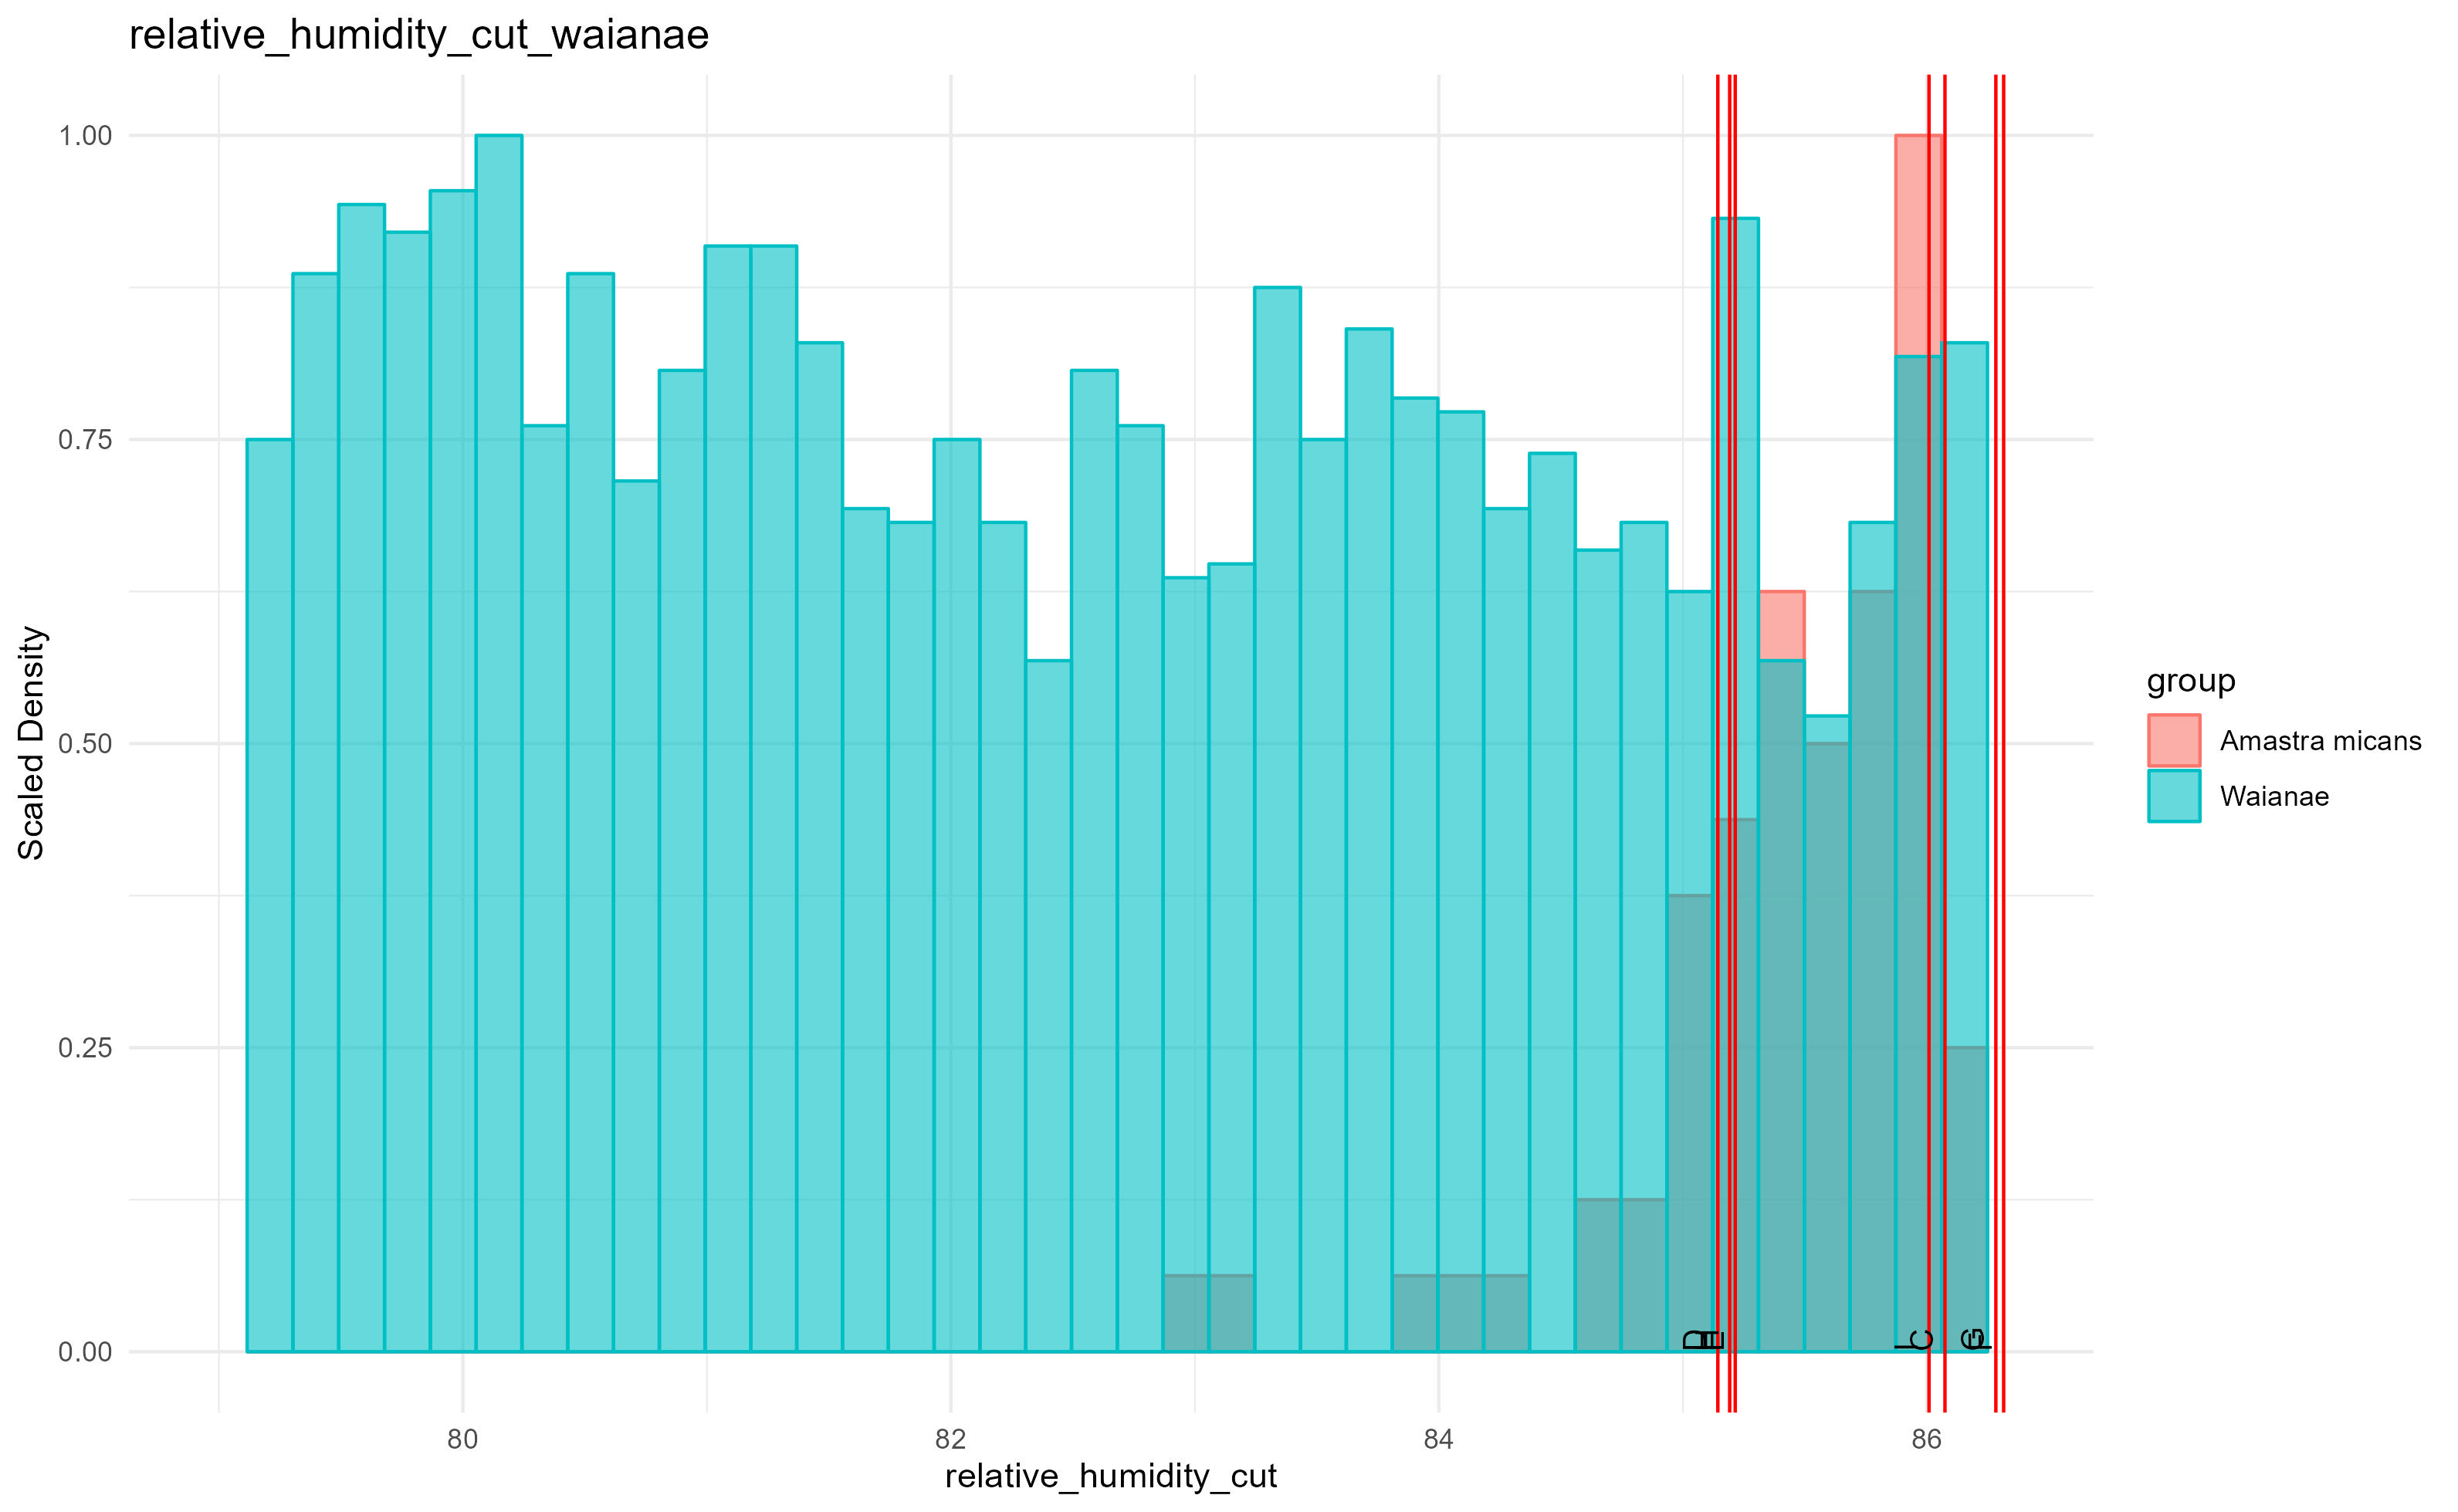 relative_humidity_cut_waianae
1.00
0.75
0.50
0.25
0.00
Scaled Density
80
82
84
86
relative_humidity_cut
group
Amastra micans
Waianae
D
C
G